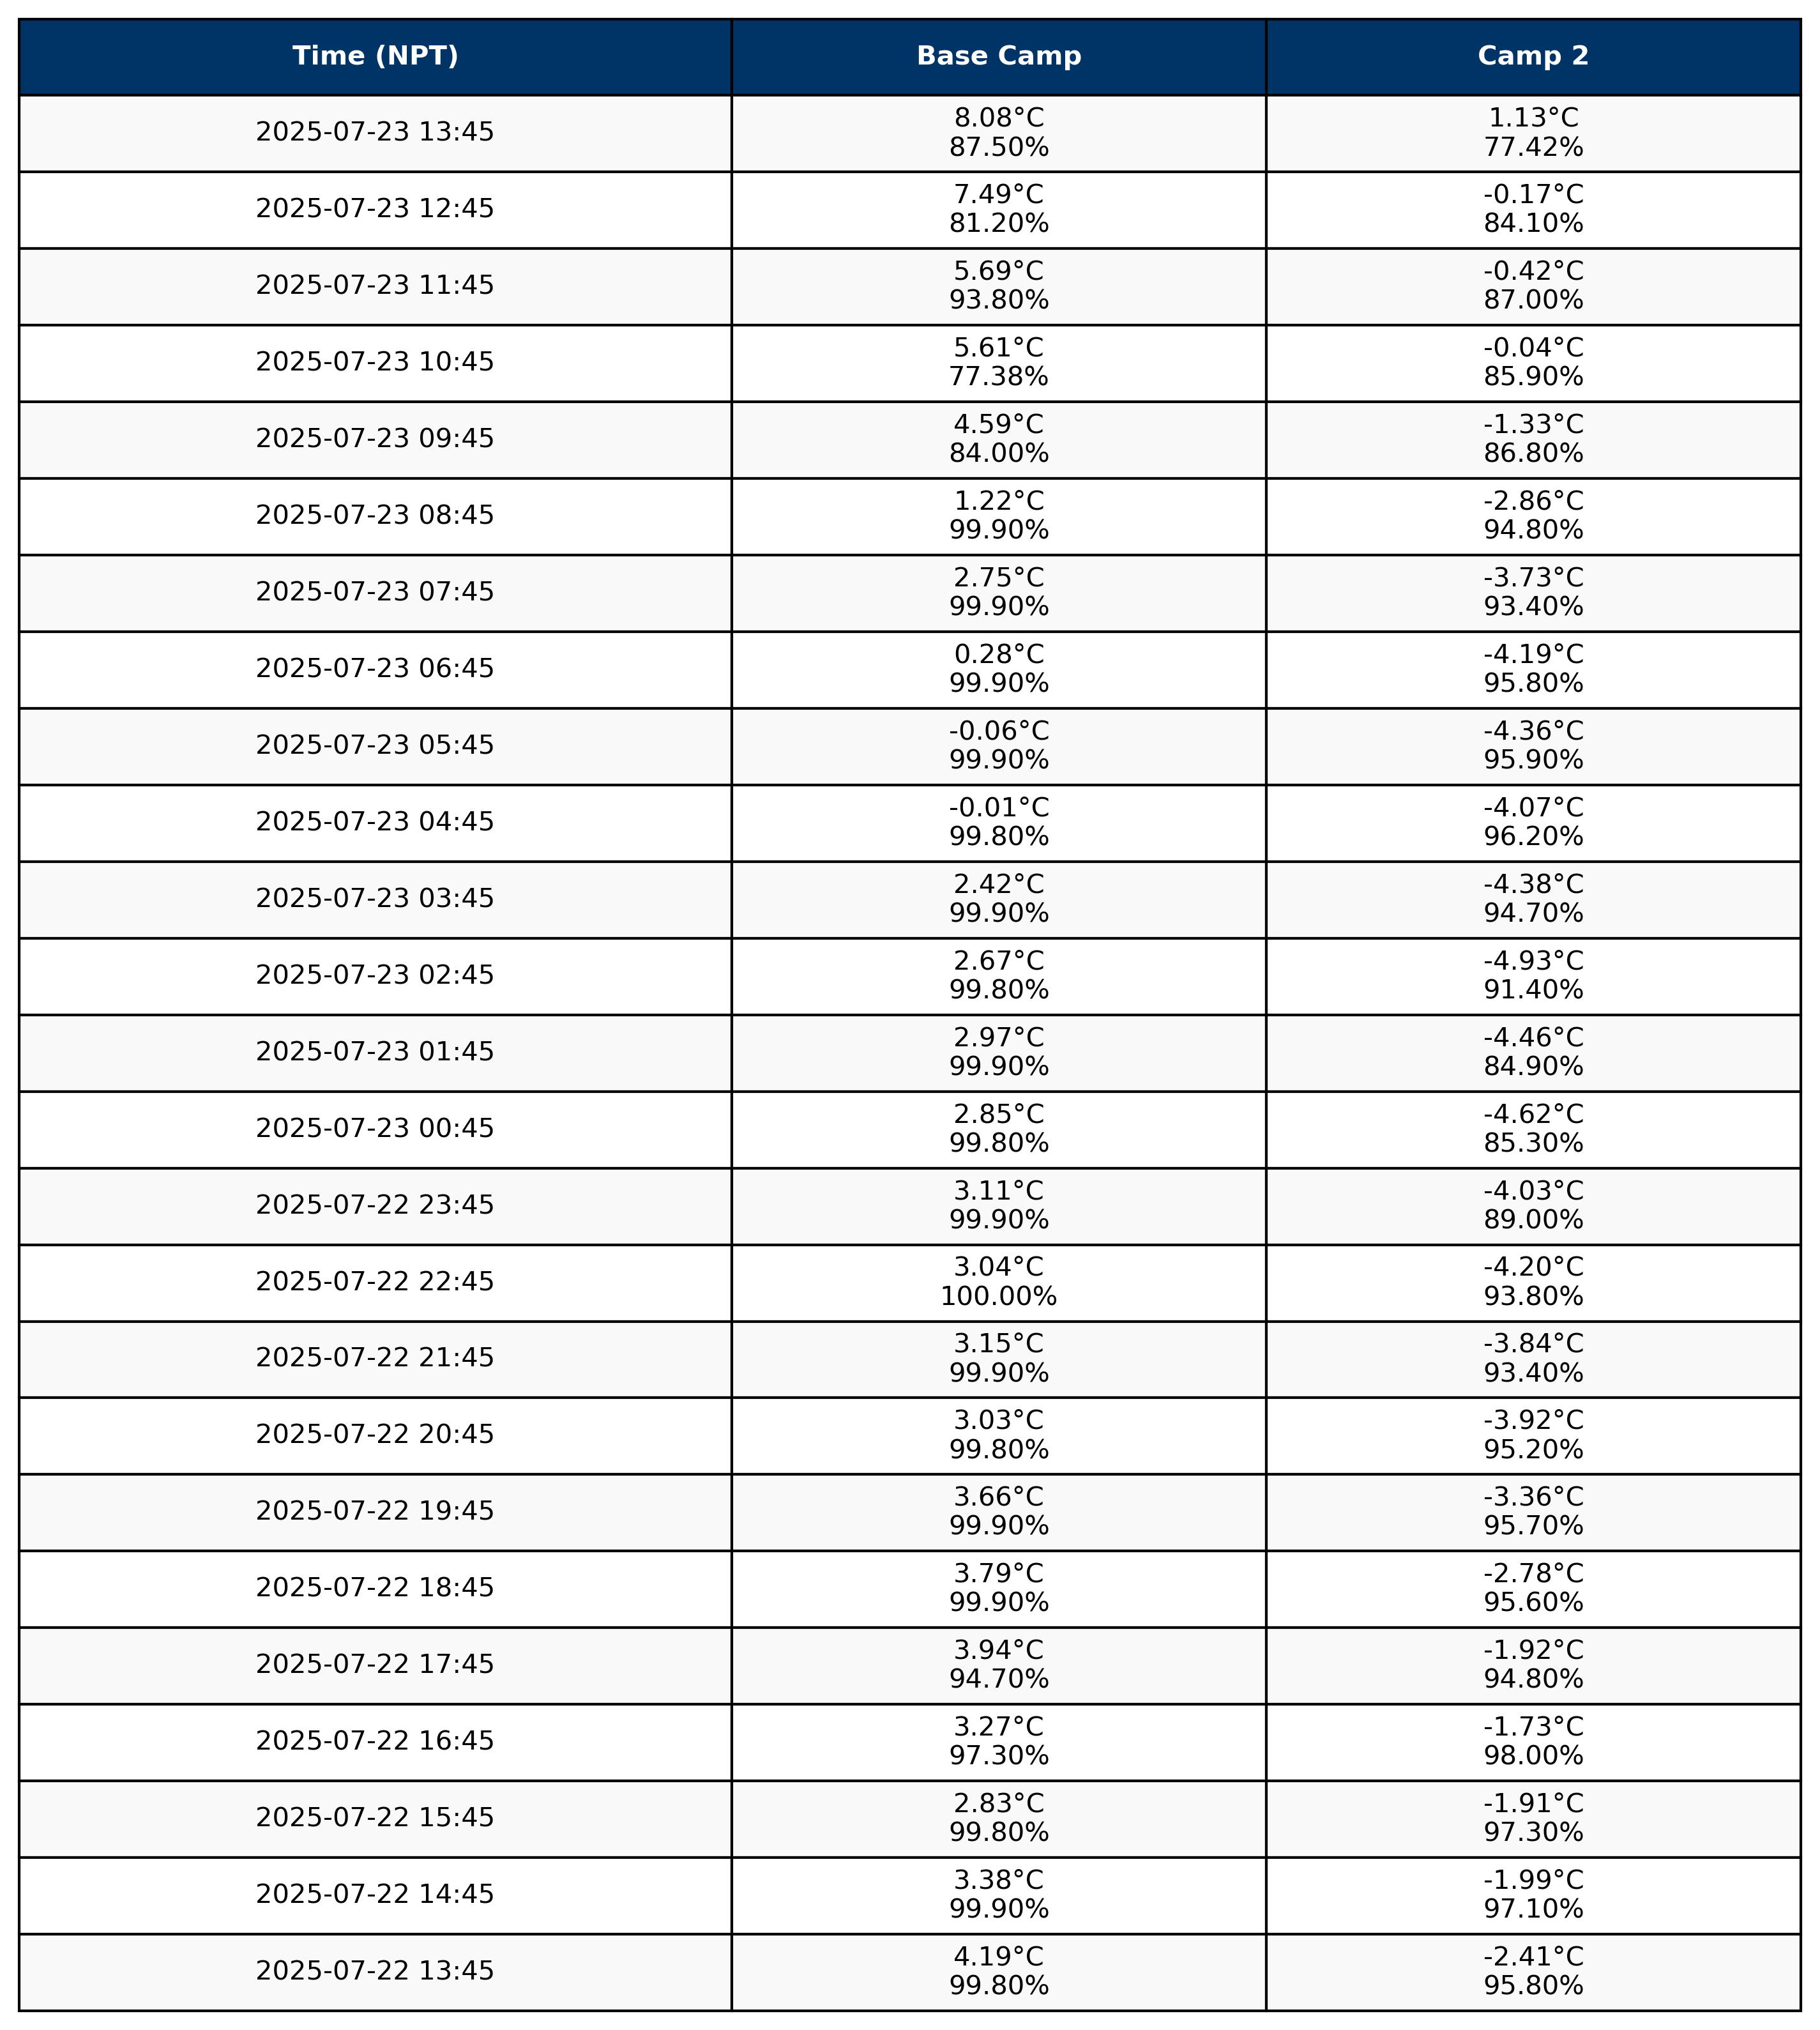 Time (NPT) Base Camp Camp 2
2025-07-23 13:45 8.08°C 87.50% 1.13°C 77.42%
2025-07-23 12:45 7.49°C 81.20% -0.17°C 84.10%
2025-07-23 11:45 5.69°C 93.80% -0.42°C 87.00%
2025-07-23 10:45 5.61°C 77.38% -0.04°C 85.90%
2025-07-23 09:45 4.59°C 84.00% -1.33°C 86.80%
2025-07-23 08:45 1.22°C 99.90% -2.86°C 94.80%
2025-07-23 07:45 2.75°C 99.90% -3.73°C 93.40%
2025-07-23 06:45 0.28°C 99.90% -4.19°C 95.80%
2025-07-23 05:45 -0.06°C 99.90% -4.36°C 95.90%
2025-07-23 04:45 -0.01°C 99.80% -4.07°C 96.20%
2025-07-23 03:45 2.42°C 99.90% -4.38°C 94.70%
2025-07-23 02:45 2.67°C 99.80% -4.93°C 91.40%
2025-07-23 01:45 2.97°C 99.90% -4.46°C 84.90%
2025-07-23 00:45 2.85°C 99.80% -4.62°C 85.30%
2025-07-22 23:45 3.11°C 99.90% -4.03°C 89.00%
2025-07-22 22:45 3.04°C 100.00% -4.20°C 93.80%
2025-07-22 21:45 3.15°C 99.90% -3.84°C 93.40%
2025-07-22 20:45 3.03°C 99.80% -3.92°C 95.20%
2025-07-22 19:45 3.66°C 99.90% -3.36°C 95.70%
2025-07-22 18:45 3.79°C 99.90% -2.78°C 95.60%
2025-07-22 17:45 3.94°C 94.70% -1.92°C 94.80%
2025-07-22 16:45 3.27°C 97.30% -1.73°C 98.00%
2025-07-22 15:45 2.83°C 99.80% -1.91°C 97.30%
2025-07-22 14:45 3.38°C 99.90% -1.99°C 97.10%
2025-07-22 13:45 4.19°C 99.80% -2.41°C 95.80%